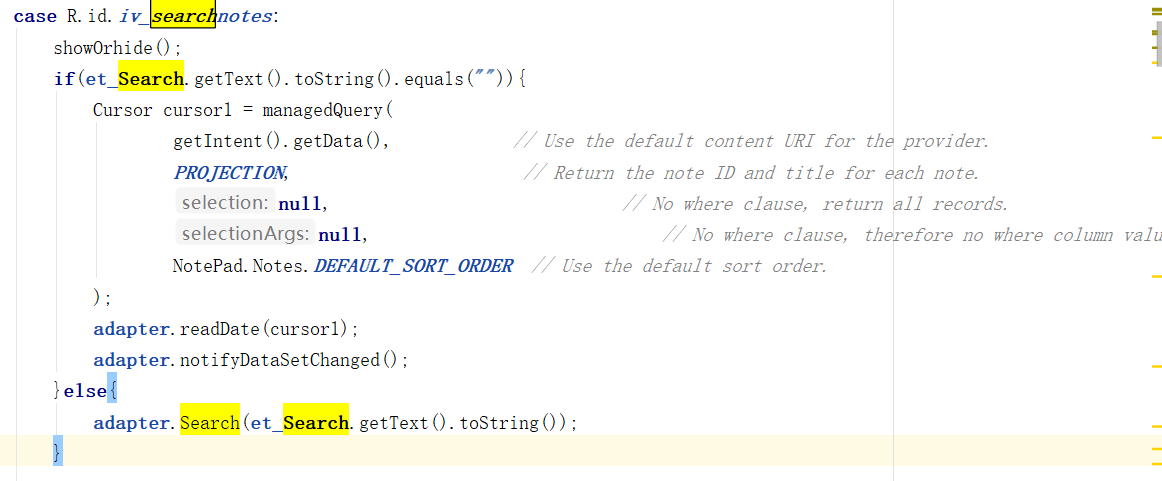 case R.id.iv_searchnotes:
showOrhide();
if(et_Search.getText().toString().equals("")){
Cursor cursor1 = managedQuery(
getIntent().getData(), // Use the default content URI for the provider.
PROJECTION, // Return the note ID and title for each note.
selection: null, // No where clause, return all records.
selectionArgs: null, // No where clause, therefore no where column valu
NotePad.Notes.DEFAULT_SORT_ORDER // Use the default sort order.
);
adapter.readDate(cursor1);
adapter.notifyDataSetChanged();
}else{
adapter.Search(et_Search.getText().toString());
}